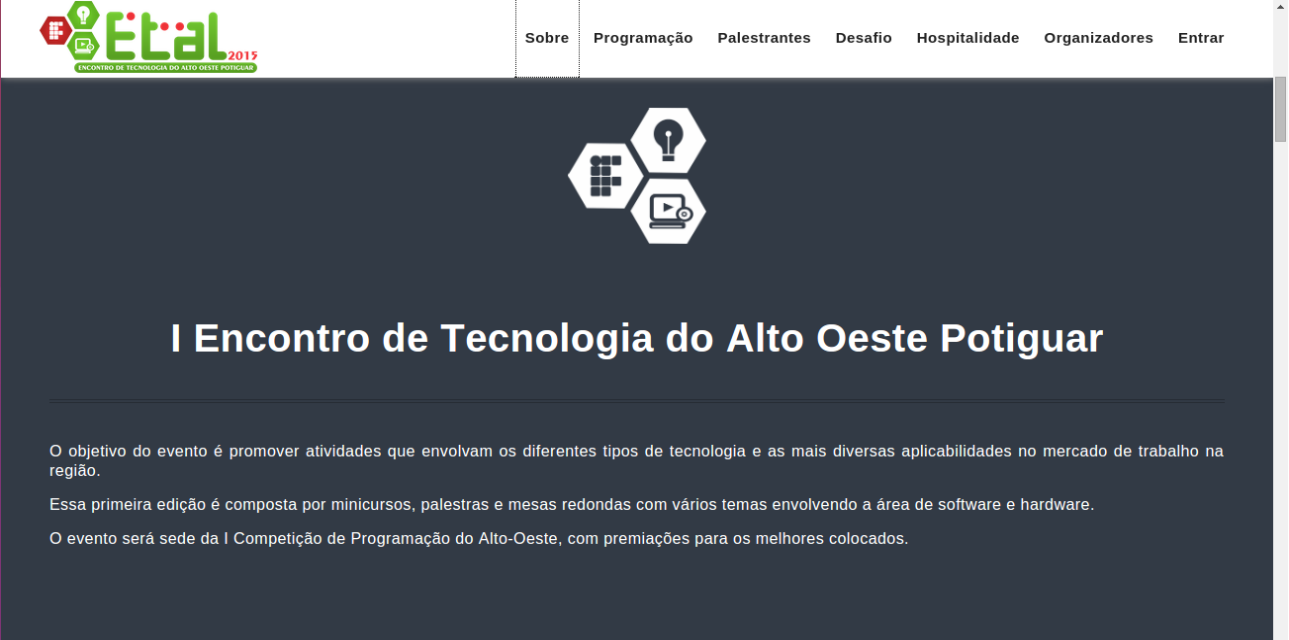 Etal
2015
ENCONTRO DE TECNOLOGIA DO ALTO OESTE POTIGUAR
Sobre Programação Palestrantes Desafio Hospitalidade Organizadores Entrar
I Encontro de Tecnologia do Alto Oeste Potiguar
O objetivo do evento é promover atividades que envolvam os diferentes tipos de tecnologia e as mais diversas aplicabilidades no mercado de trabalho na
região.
Essa primeira edição é composta por minicursos, palestras e mesas redondas com vários temas envolvendo a área de software e hardware.
O evento será sede da I Competição de Programação do Alto-Oeste, com premiações para os melhores colocados.